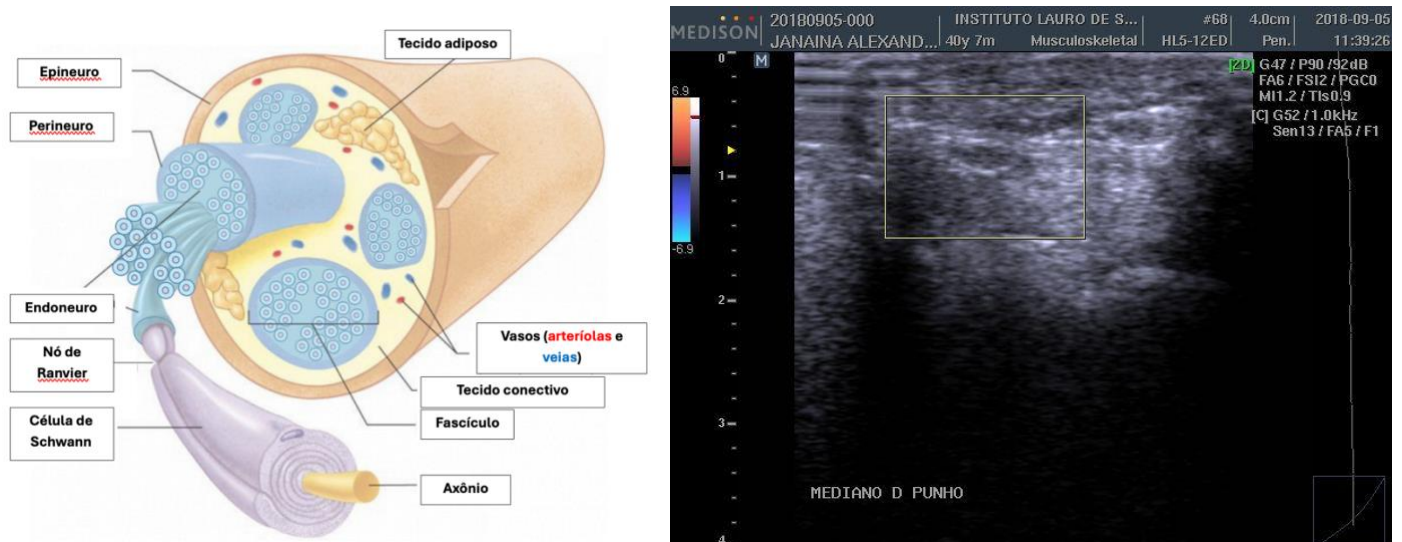 Tecido adiposo
Epineuro
Perineuro
Endoneuro
Nó de
Ranvier
Célula de
Schwann
Vasos (arteríolas e
veias)
Tecido conectivo
Fascículo
Axônio
MEDISON
20180905-000
JANAINA ALEXAND...
INSTITUTO LAURO DE S...
40y 7m
Musculoskeletal
#68
HL5-12ED
4.0cm
Pen.
2018-09-05
11:39:26
M
[2D] G47 / P90 /92dB
FA6 / FSI2 / PGC0
MI1.2 / TIs0.9
[C] G52 / 1.0kHz
Sen13 / FA5 / F1
6.9
-6.9
0
1
2
3
4
MEDIANO D PUNHO